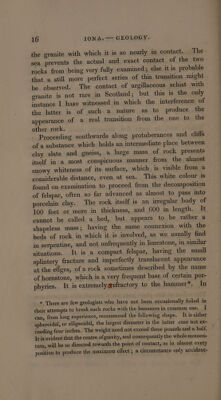 16 IONA.—GEOLOGY.
the granite with which it is so nearly in contact. The
sea prevents the actual and exact contact of the two
rocks from being very fully examined; else it is probable
that a still more perfect series of thin transition might
be observed. The contact of argillaceous schist with
granite is not rare in Scotland; but this is the only
instance I have witnessed in which the interference of
the latter is of such a nature as to produce the
appearance of a real transition from the one to the
other rock.
Proceeding southwards along protuberances and cliffs
of a substance which holds an intermediate place between
clay slate and gneiss, a large mass of rock presents
itself in a most conspicuous manner from the almost
snowy whiteness of its surface, which is visible from a
considerable distance, even at sea. This white colour is
found on examination to proceed from the decomposition
of felspar, often so far advanced as almost to pass into
porcelain clay. The rock itself is an irregular body of
100 feet or more in thickness, and 600 in length. It
cannot be called a bed, but appears to be rather a
shapeless mass; having the same connexion with the
beds of rock in which it is involved, as we usually find
in serpentine, and not unfrequently in limestone, in similar
situations. It is a compact felspar, having the small
splintery fracture and imperfectly translucent appearance
at the edges, of a rock sometimes described by the name
of hornstone, which is a very frequent base of certain por-
phyries. It is extremely refractory to the hammer*. In
* There are few geologists who have not been occasionally foiled in
their attempts to break such rocks with the hammers in common use. I
can, from long experience, recommend the following shape. It is either
spheroidal, or ellipsoidal, the largest diameter in the latter case not ex-
ceeding four inches. The weight need not exceed three pounds and a half.
It is evident that the centre of gravity, and consequently the whole momen-
tum, will be so directed towards the point of contact, as in almost every
position to produce the maximum effect; a circumstance only accident-